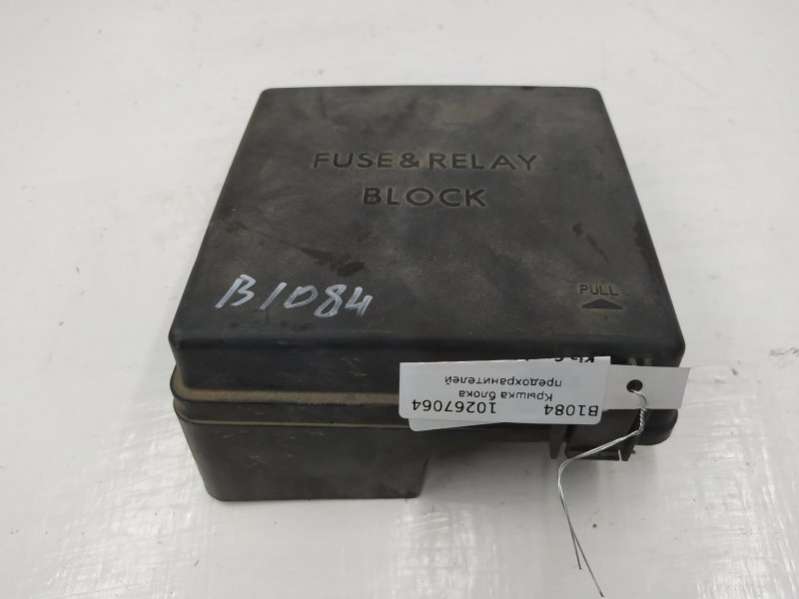 FUSE&RELAY
BLOCK
B1084
PULL
B1084 10267064
Крышка блока
предохранителей